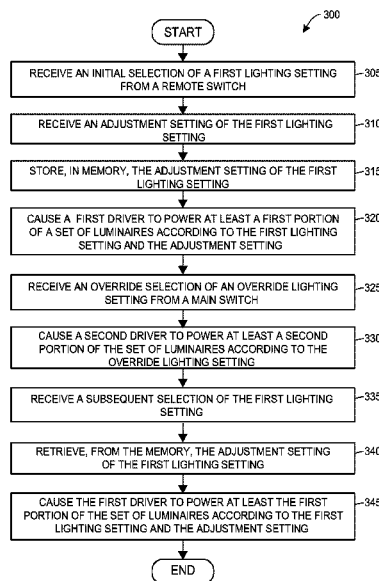 300
START
RECEIVE AN INITIAL SELECTION OF A FIRST LIGHTING SETTING
FROM A REMOTE SWITCH
305
RECEIVE AN ADJUSTMENT SETTING OF THE FIRST LIGHTING
SETTING
310
STORE, IN MEMORY, THE ADJUSTMENT SETTING OF THE FIRST
LIGHTING SETTING
315
CAUSE A FIRST DRIVER TO POWER AT LEAST A FIRST PORTION
OF A SET OF LUMINAIRES ACCORDING TO THE FIRST LIGHTING
SETTING AND THE ADJUSTMENT SETTING
320
RECEIVE AN OVERRIDE SELECTION OF AN OVERRIDE LIGHTING
SETTING FROM A MAIN SWITCH
325
CAUSE A SECOND DRIVER TO POWER AT LEAST A SECOND
PORTION OF THE SET OF LUMINAIRES ACCORDING TO THE
OVERRIDE LIGHTING SETTING
330
RECEIVE A SUBSEQUENT SELECTION OF THE FIRST LIGHTING
SETTING
335
RETRIEVE, FROM THE MEMORY, THE ADJUSTMENT SETTING
OF THE FIRST LIGHTING SETTING
340
CAUSE THE FIRST DRIVER TO POWER AT LEAST THE FIRST
PORTION OF THE SET OF LUMINAIRES ACCORDING TO THE FIRST
LIGHTING SETTING AND THE ADJUSTMENT SETTING
345
END